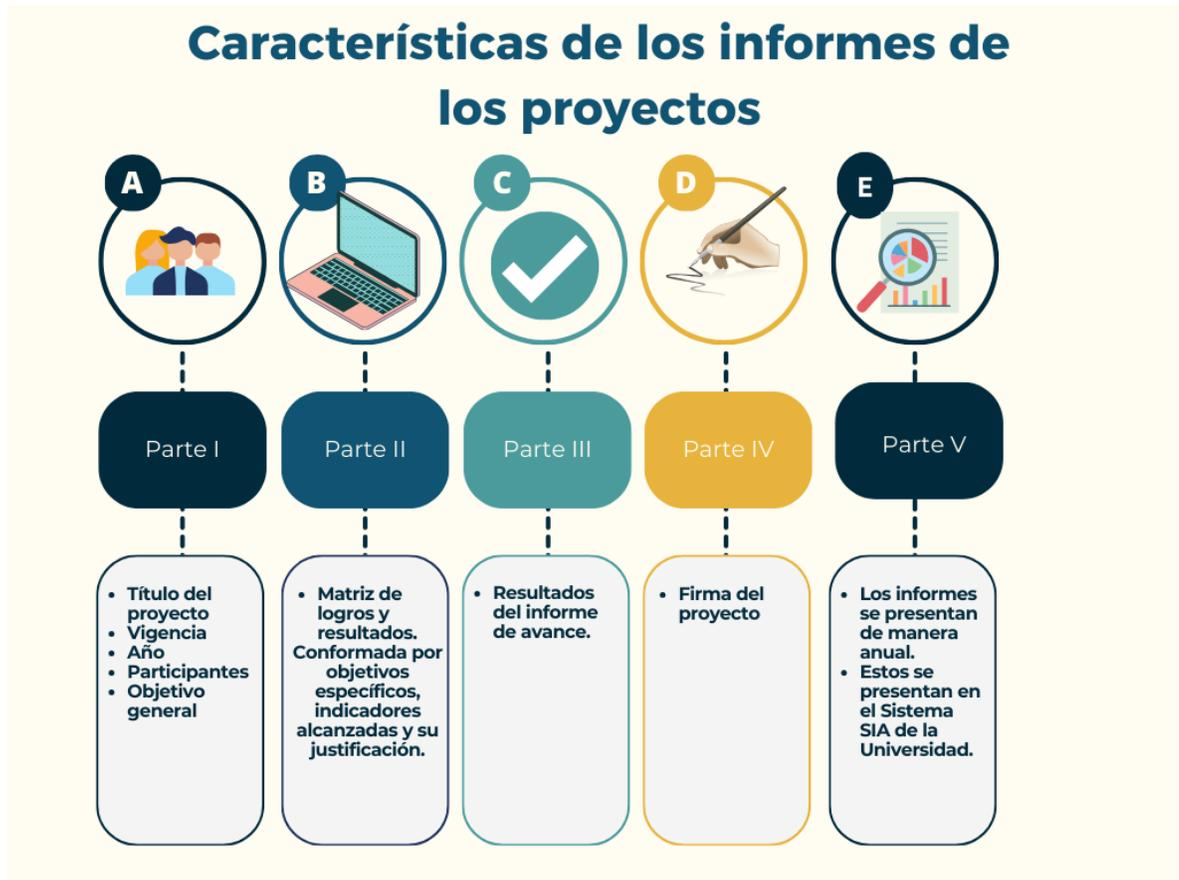 Características de los informes de
los proyectos
A
B
C
D
E
Parte I
Parte II
Parte III
Parte IV
Parte V
• Título del
proyecto
• Vigencia
• Año
• Participantes
• Objetivo
general
• Matriz de
logros y
resultados.
Conformada por
objetivos
específicos,
indicadores
alcanzadas y su
justificación.
• Resultados
del informe
de avance.
• Firma del
proyecto
• Los informes
se presentan
de manera
anual.
• Estos se
presentan en
el Sistema
SIA de la
Universidad.